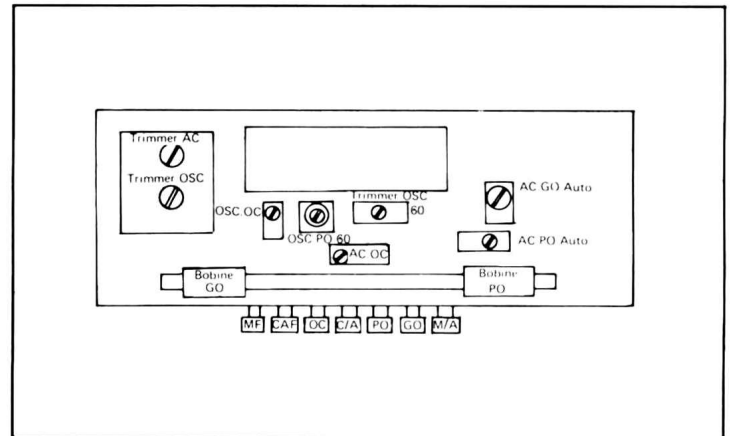 Trimmer AC
Trimmer OSC
OSC.OC
OSC PO 60
Trimmer OSC
60
AC OC
AC GO Auto
AC PO Auto
Bobine
GO
Bobine
PO
MF CAF OC C/A PO GO M/A